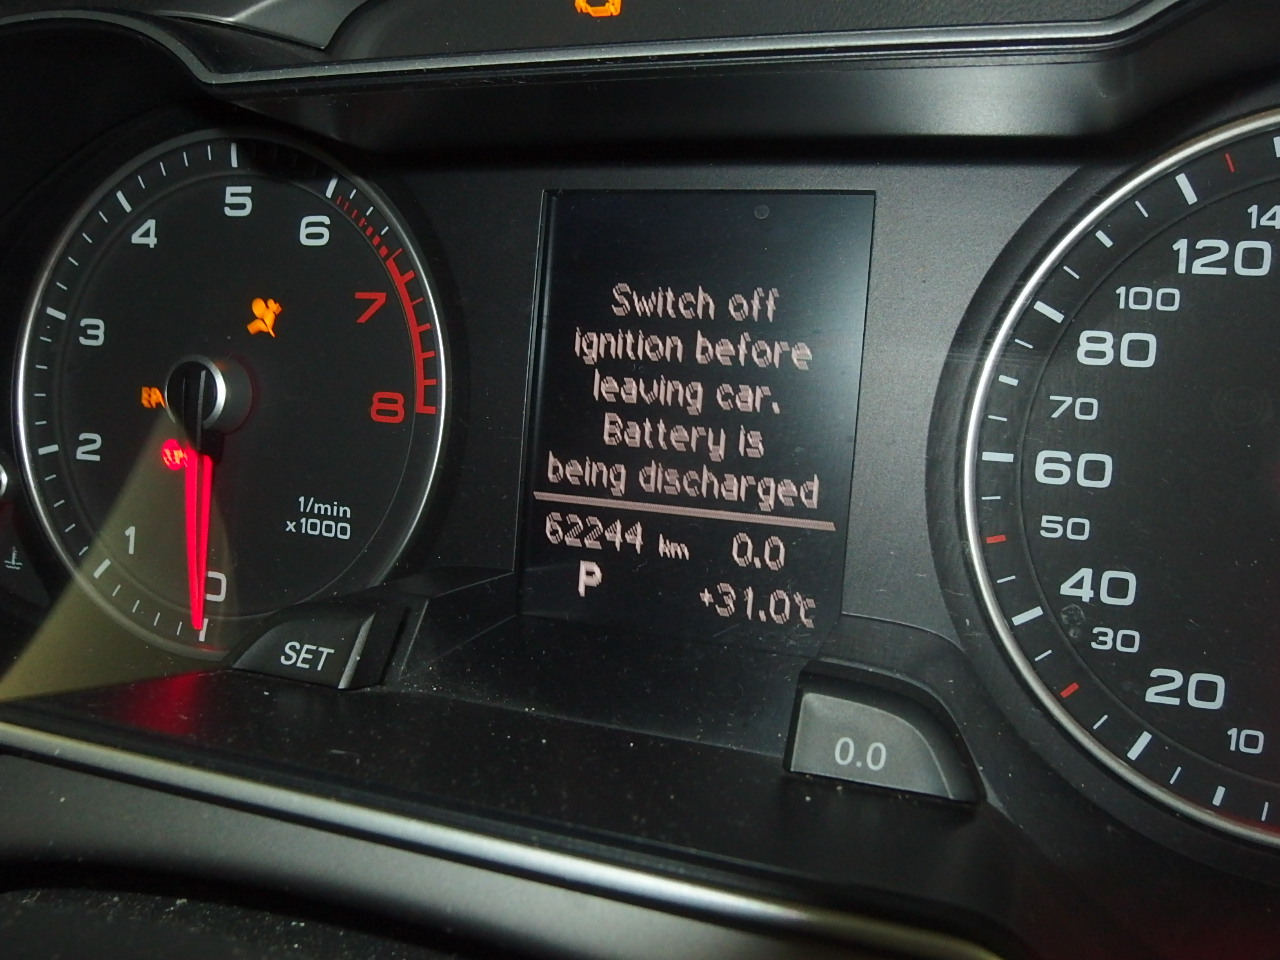 5
4
6
3
7
8
2
1/min
x1000
1
0
SET
Switch off
ignition before
leaving car.
Battery is
being discharged
62244 km 0.0
P +31.0°C
0.0
120
100
80
70
60
50
40
30
20
10